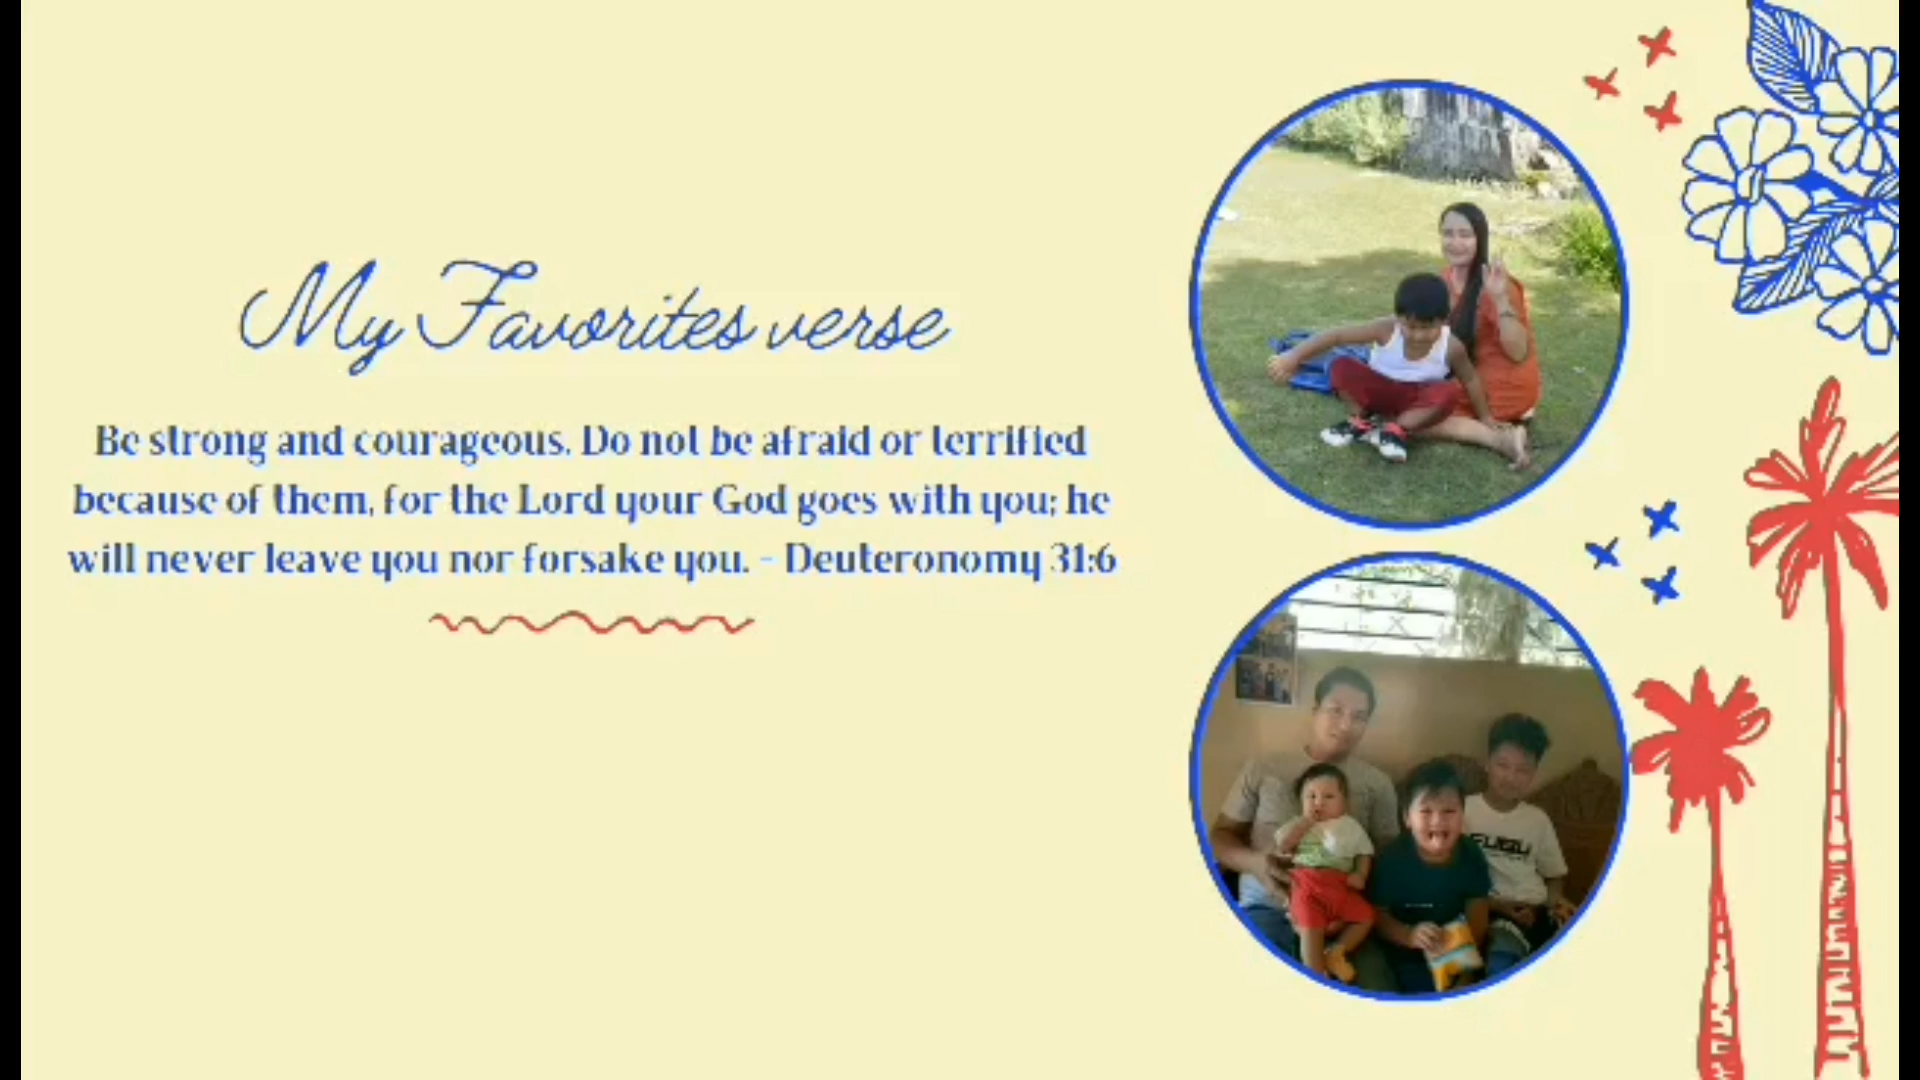 My Favorites verse
Be strong and courageous. Do not be afraid or terrified
because of them, for the Lord your God goes with you; he
will never leave you nor forsake you. - Deuteronomy 31:6